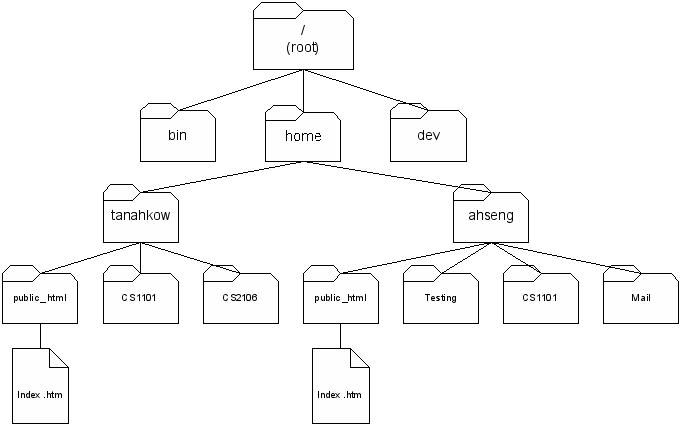 /
(root)
bin
home
dev
tanahkow
ahseng
public_html
CS1101
CS2106
public_html
Testing
CS1101
Mail
Index .htm
Index .htm